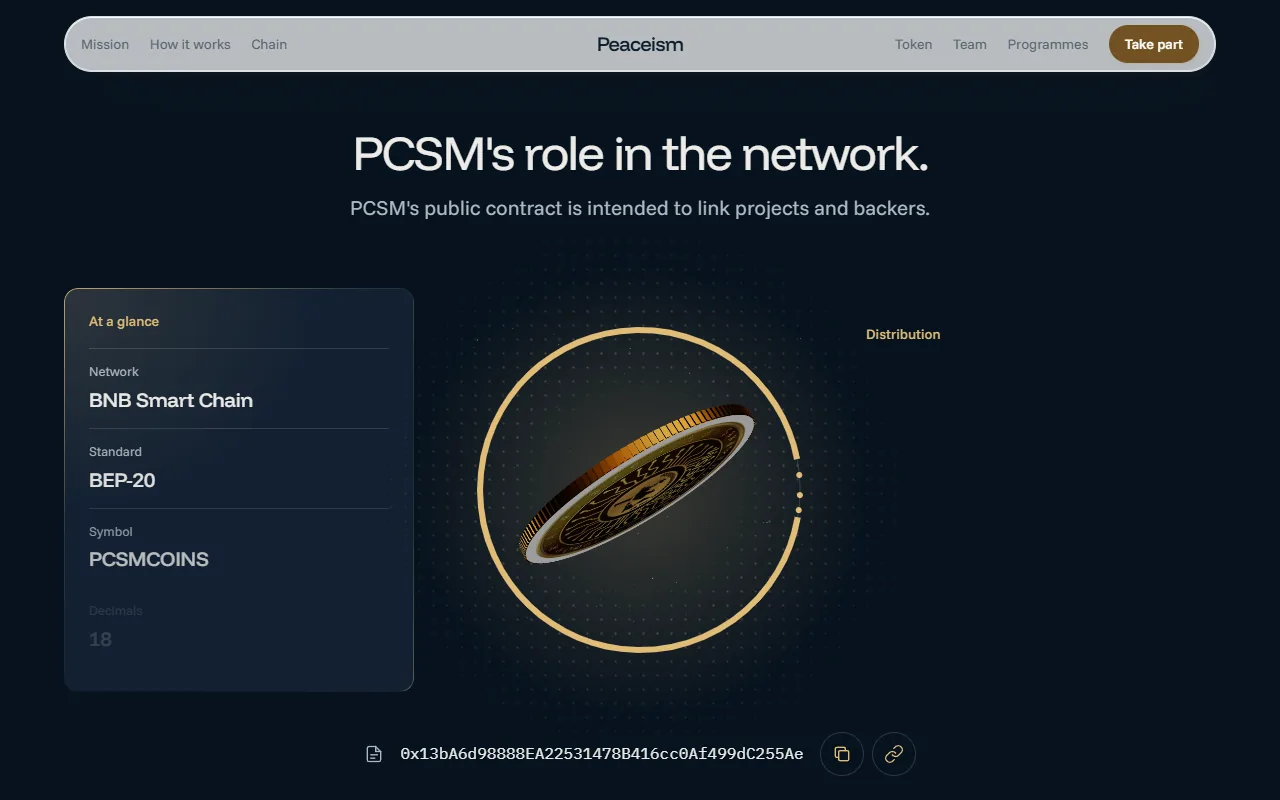 Mission How it works Chain Peaceism Token Team Programmes Take part
PCSM's role in the network.
PCSM's public contract is intended to link projects and backers.
At a glance
Network
BNB Smart Chain
Standard
BEP-20
Symbol
PCSMCOINS
Decimals
18
Distribution
0x13bA6d98888EA22531478B416cc0Af499dC255Ae